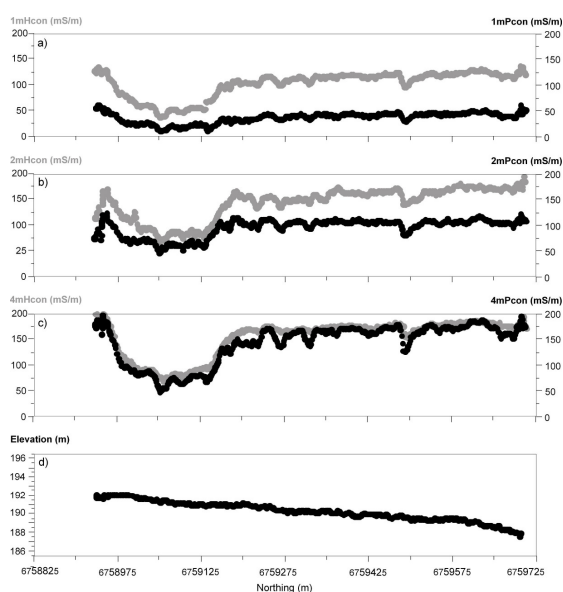 1mHcon (mS/m) 1mPcon (mS/m)
200 200
a)
150 150
100 100
50 50
0 0
2mHcon (mS/m) 2mPcon (mS/m)
200 200
b)
150 150
100 100
25 50
0 0
4mHcon (mS/m) 4mPcon (mS/m)
200 200
c)
150 150
100 100
50 50
0 0
Elevation (m)
196
d)
194
192
190
188
186
6758825 6758975 6759125 6759275 6759425 6759575 6759725
Northing (m)